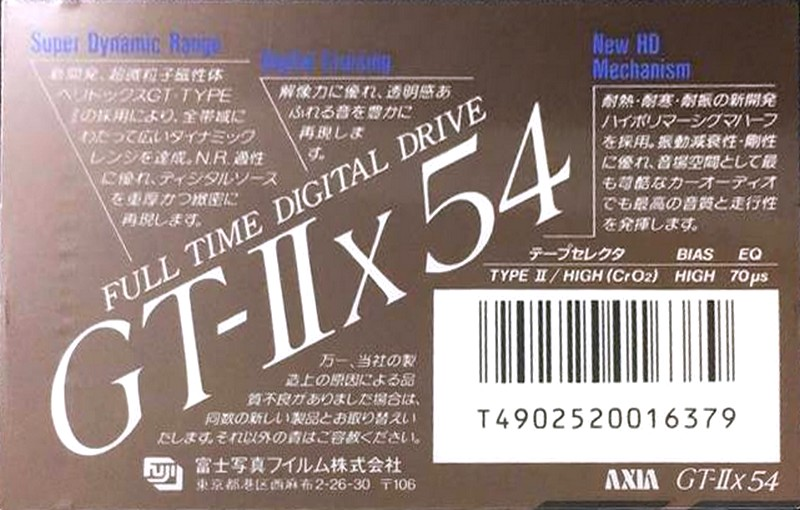 Super Dynamic Range
新開発、超微粒子磁性体
ベリドックスGT-TYPE
Ⅱの採用により、全帯域に
わたって広いダイナミック
レンジを達成。N.R.適性
に優れ、ディジタルソース
を重厚かつ緻密に
再現します。
Digital Cruising
解像力に優れ、透明感あ
ふれる音を豊かに
再現しま
す。
New HD
Mechanism
耐熱・耐寒・耐振の新開発
ハイポリマーシグマハーフ
を採用。振動減衰性・剛性
に優れ、音場空間として最
も苛酷なカーオーディオ
でも最高の音質と走行性
を発揮します。
FULL TIME DIGITAL DRIVE
GT-IIx54
テープセレクタ BIAS EQ
TYPE II/HIGH (CrO2) HIGH 70μs
万一、当社の製
造上の原因による品
質不良がありました場合は、
同数の新しい製品とお取り替えい
たします。それ以外の責はご容赦ください。
FUJI
富士写真フイルム株式会社
東京都港区西麻布2-26-30 〒106
T4902520016379
AXIA GT-IIx54